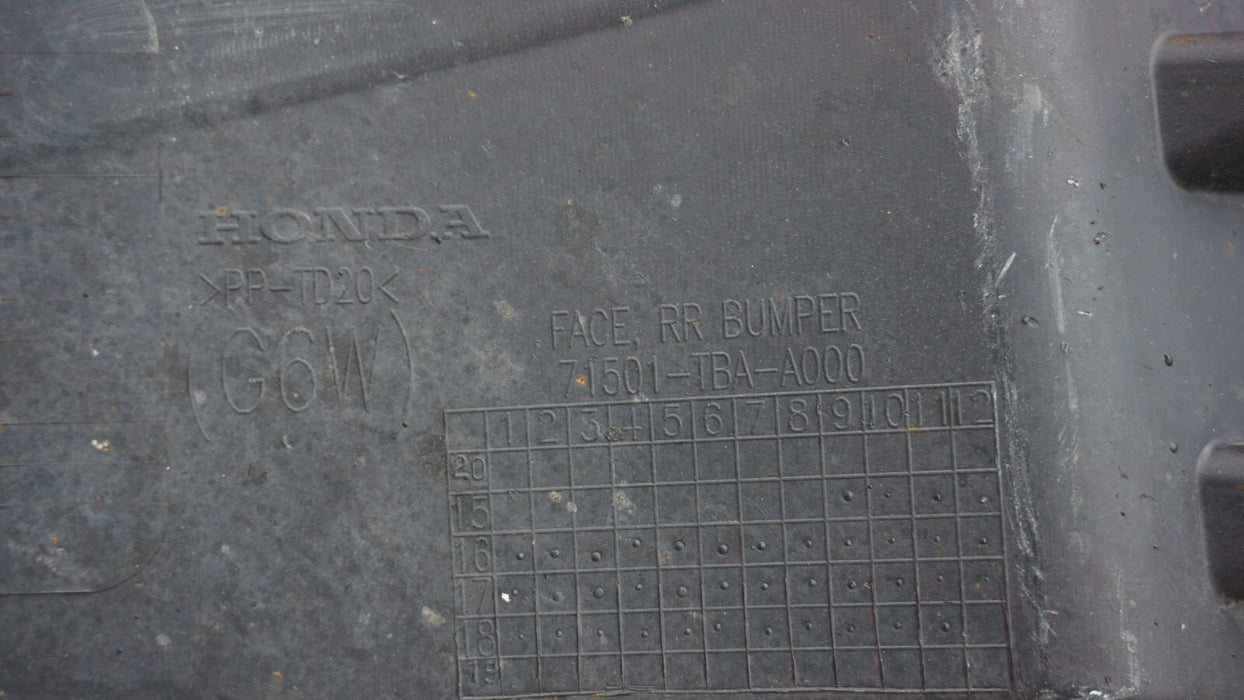 HONDA
>PP-TD20<
(G6W)
FACE, RR BUMPER
71501-TBA-A000
1 2 3 4 5 6 7 8 9 10 11 12
20
15
16
17
18
19